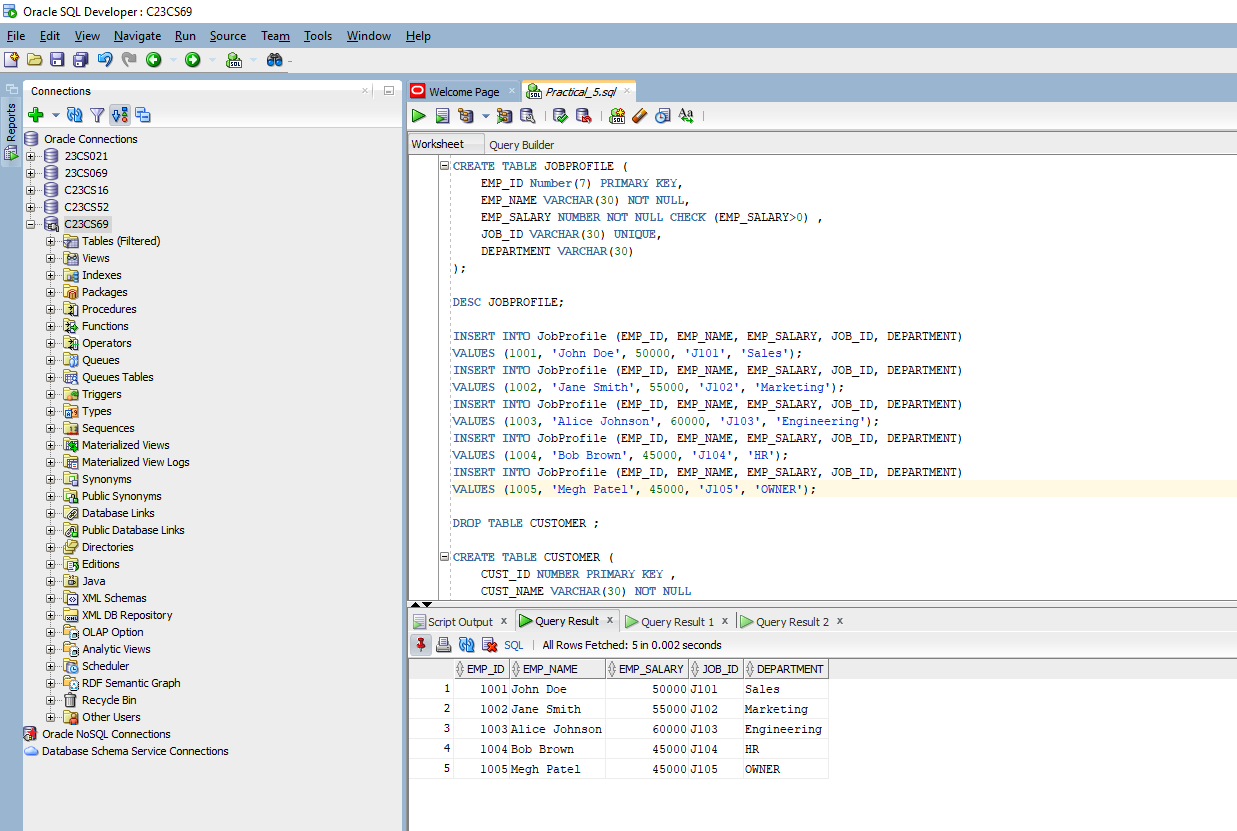 Oracle SQL Developer : C23CS69
File Edit View Navigate Run Source Team Tools Window Help
Reports
Connections
Oracle Connections
23CS021
23CS069
C23CS16
C23CS52
C23CS69
Tables (Filtered)
Views
Indexes
Packages
Procedures
Functions
Operators
Queues
Queues Tables
Triggers
Types
Sequences
Materialized Views
Materialized View Logs
Synonyms
Public Synonyms
Database Links
Public Database Links
Directories
Editions
Java
XML Schemas
XML DB Repository
OLAP Option
Analytic Views
Scheduler
RDF Semantic Graph
Recycle Bin
Other Users
Oracle NoSQL Connections
Database Schema Service Connections
Welcome Page Practical_5.sql
Worksheet Query Builder
CREATE TABLE JOBPROFILE (
EMP_ID Number(7) PRIMARY KEY,
EMP_NAME VARCHAR(30) NOT NULL,
EMP_SALARY NUMBER NOT NULL CHECK (EMP_SALARY>0) ,
JOB_ID VARCHAR(30) UNIQUE,
DEPARTMENT VARCHAR(30)
);
DESC JOBPROFILE;
INSERT INTO JobProfile (EMP_ID, EMP_NAME, EMP_SALARY, JOB_ID, DEPARTMENT)
VALUES (1001, 'John Doe', 50000, 'J101', 'Sales');
INSERT INTO JobProfile (EMP_ID, EMP_NAME, EMP_SALARY, JOB_ID, DEPARTMENT)
VALUES (1002, 'Jane Smith', 55000, 'J102', 'Marketing');
INSERT INTO JobProfile (EMP_ID, EMP_NAME, EMP_SALARY, JOB_ID, DEPARTMENT)
VALUES (1003, 'Alice Johnson', 60000, 'J103', 'Engineering');
INSERT INTO JobProfile (EMP_ID, EMP_NAME, EMP_SALARY, JOB_ID, DEPARTMENT)
VALUES (1004, 'Bob Brown', 45000, 'J104', 'HR');
INSERT INTO JobProfile (EMP_ID, EMP_NAME, EMP_SALARY, JOB_ID, DEPARTMENT)
VALUES (1005, 'Megh Patel', 45000, 'J105', 'OWNER');
DROP TABLE CUSTOMER ;
CREATE TABLE CUSTOMER (
CUST_ID NUMBER PRIMARY KEY ,
CUST_NAME VARCHAR(30) NOT NULL
Script Output x Query Result x Query Result 1 x Query Result 2 x
SQL | All Rows Fetched: 5 in 0.002 seconds
EMP_ID EMP_NAME EMP_SALARY JOB_ID DEPARTMENT
1 1001 John Doe 50000 J101 Sales
2 1002 Jane Smith 55000 J102 Marketing
3 1003 Alice Johnson 60000 J103 Engineering
4 1004 Bob Brown 45000 J104 HR
5 1005 Megh Patel 45000 J105 OWNER